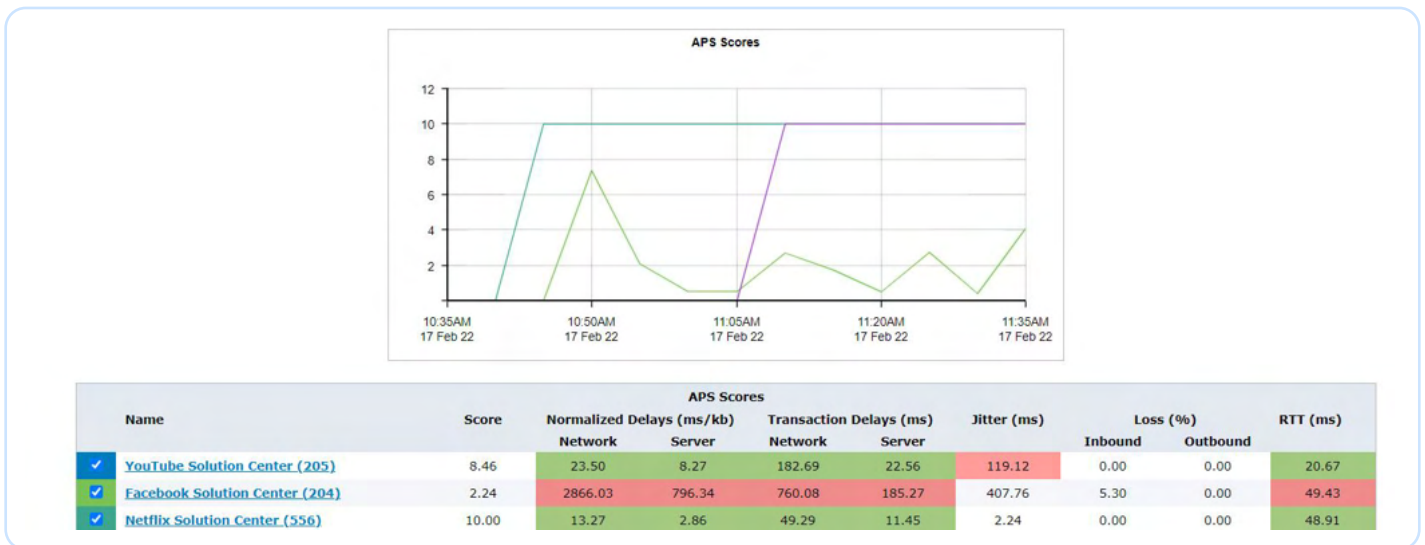 APS Scores
12
10
8
6
4
2
10:35AM 10:50AM 11:05AM 11:20AM 11:35AM
17 Feb 22 17 Feb 22 17 Feb 22 17 Feb 22 17 Feb 22
APS Scores
Name Score Normalized Delays (ms/kb) Transaction Delays (ms) Jitter (ms) Loss (%) RTT (ms)
Network Server Network Server Inbound Outbound
YouTube Solution Center (205) 8.46 23.50 8.27 182.69 22.56 119.12 0.00 0.00 20.67
Facebook Solution Center (204) 2.24 2866.03 796.34 760.08 185.27 407.76 5.30 0.00 49.43
Netflix Solution Center (556) 10.00 13.27 2.86 49.29 11.45 2.24 0.00 0.00 48.91